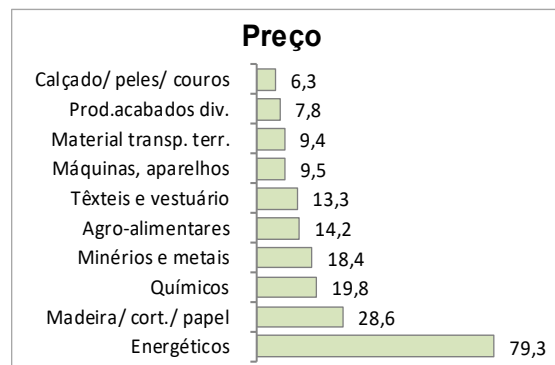 Preço
Calçado/ peles/ couros 6,3
Prod.acabados div. 7,8
Material transp. terr. 9,4
Máquinas, aparelhos 9,5
Têxteis e vestuário 13,3
Agro-alimentares 14,2
Minérios e metais 18,4
Químicos 19,8
Madeira/ cort./ papel 28,6
Energéticos 79,3